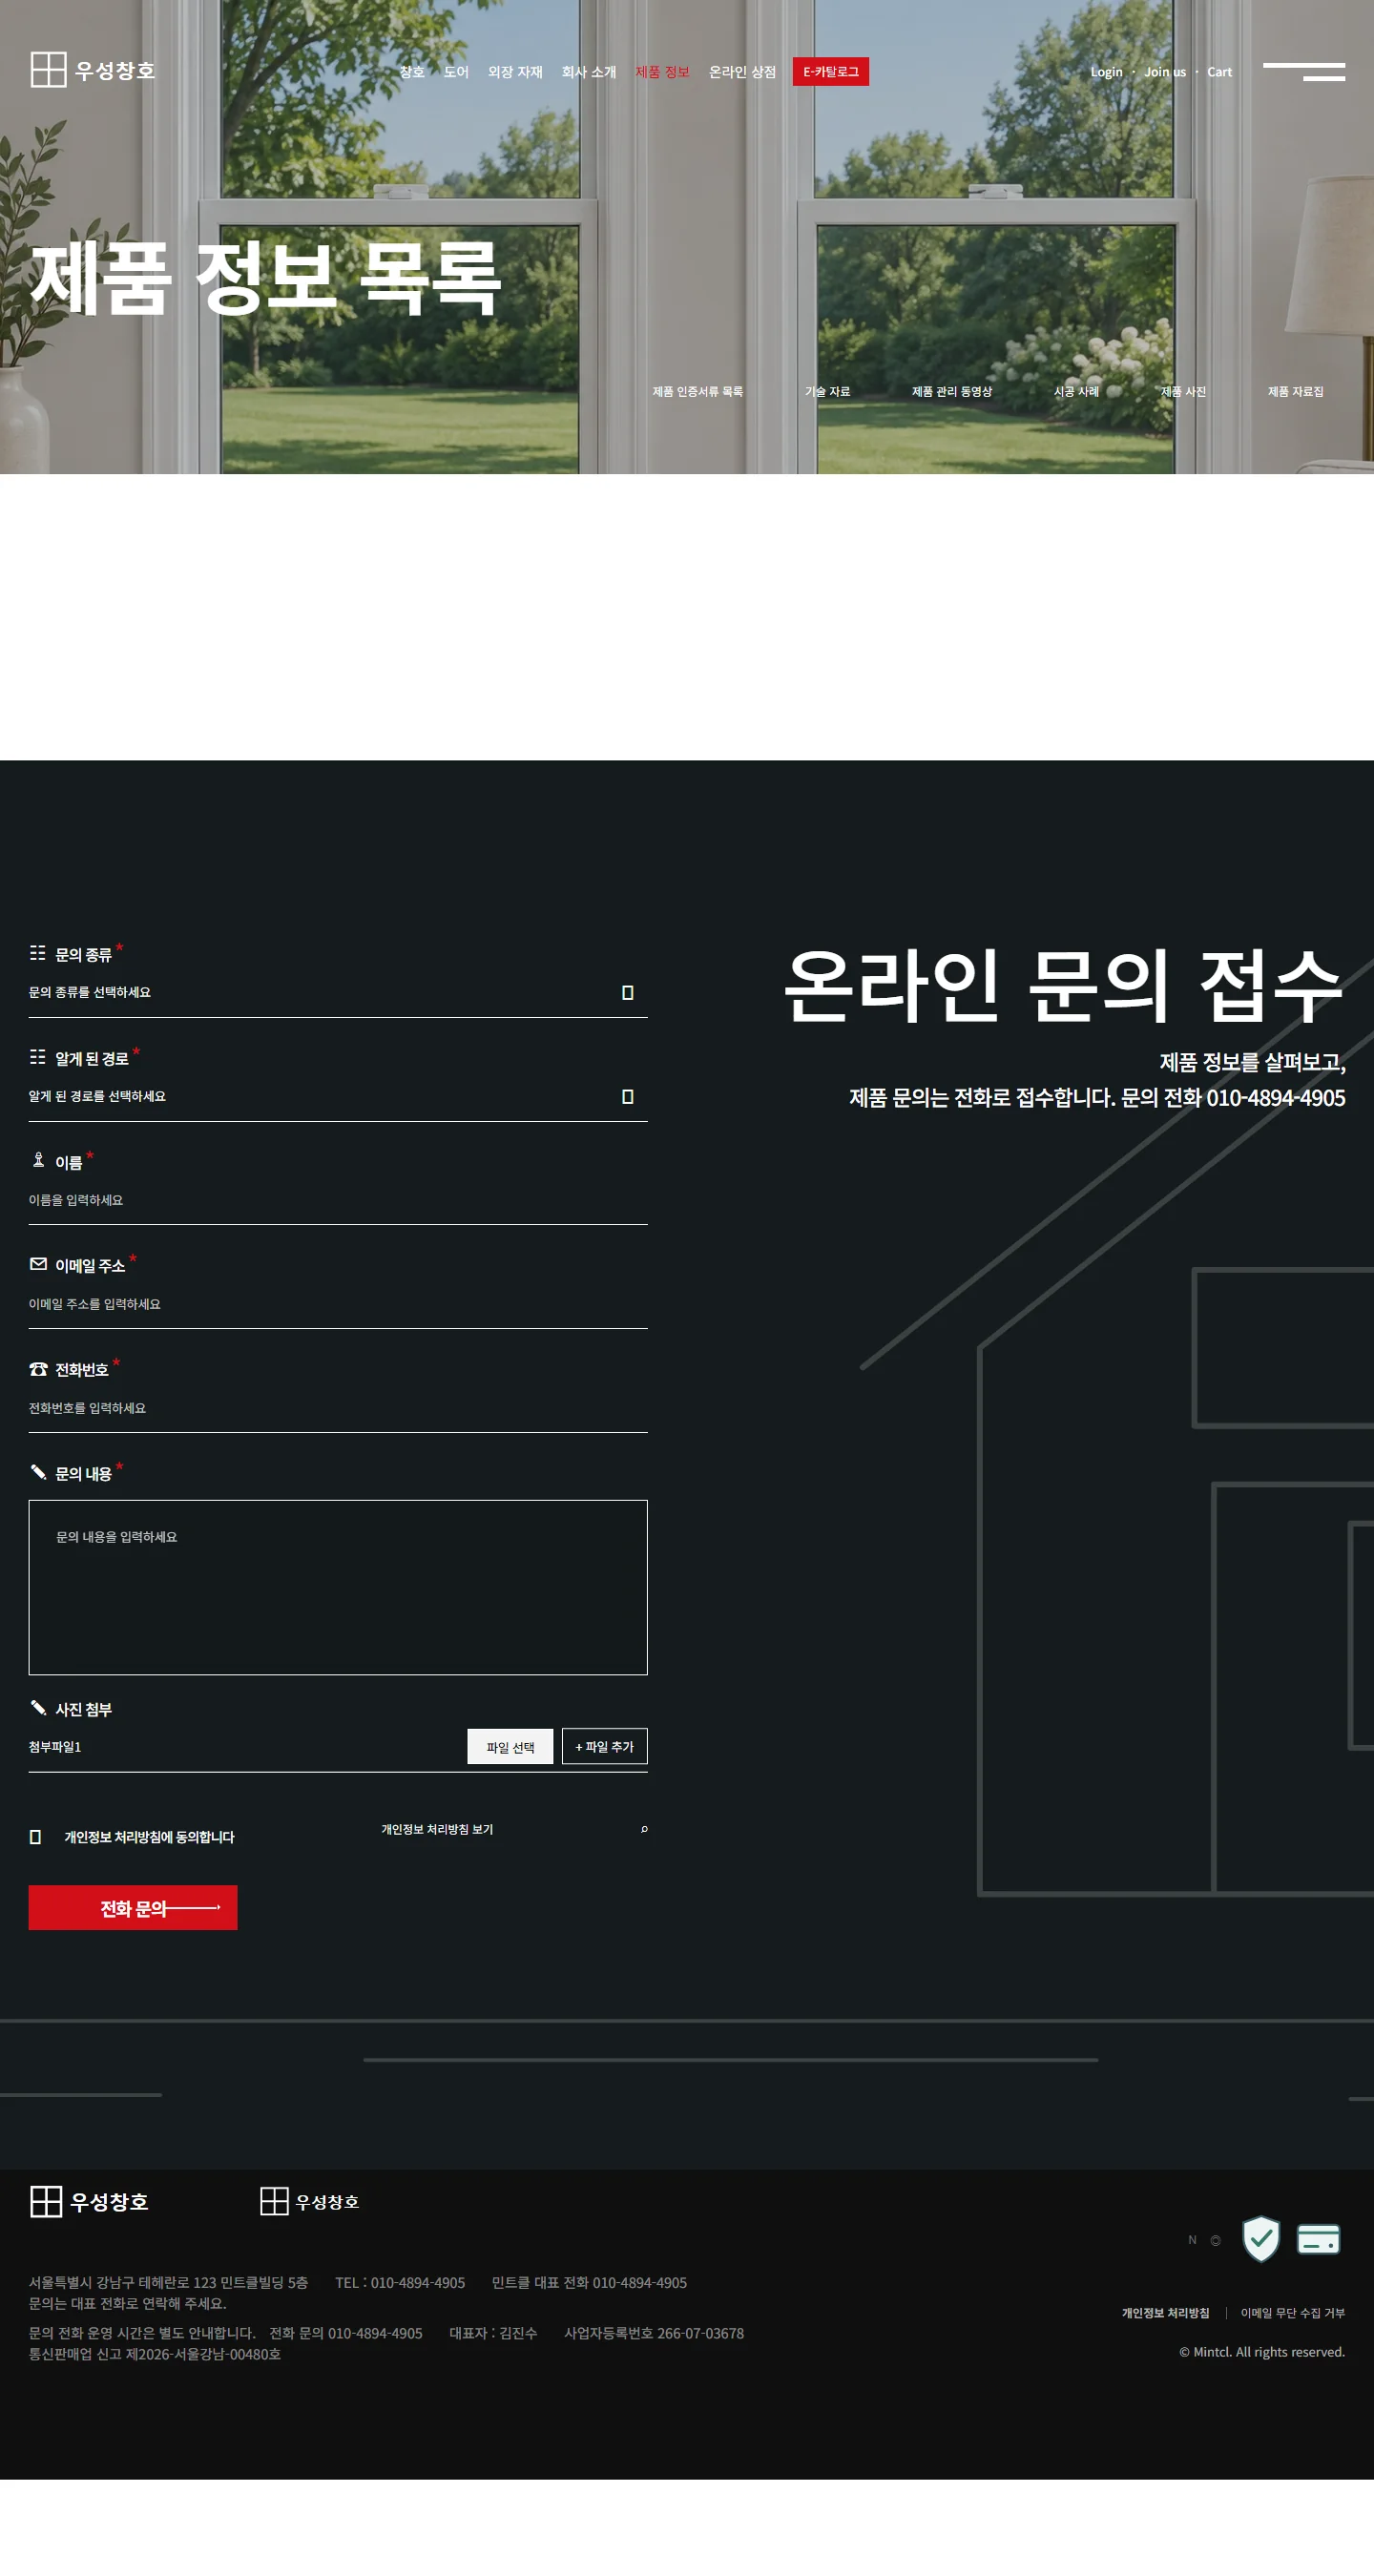 우성창호
창호 도어 외장 자재 회사 소개 제품 정보 온라인 상점 E-카탈로그
Login · Join us · Cart
제품 정보 목록
제품 인증서류 목록 기술 자료 제품 관리 동영상 시공 사례 제품 사진 제품 자료집
온라인 문의 접수
제품 정보를 살펴보고,
제품 문의는 전화로 접수합니다. 문의 전화 010-4894-4905
문의 종류 *
문의 종류를 선택하세요
알게 된 경로 *
알게 된 경로를 선택하세요
이름 *
이름을 입력하세요
이메일 주소 *
이메일 주소를 입력하세요
전화번호 *
전화번호를 입력하세요
문의 내용 *
문의 내용을 입력하세요
사진 첨부
첨부파일1 파일 선택 + 파일 추가
개인정보 처리방침에 동의합니다 개인정보 처리방침 보기
전화 문의
우성창호 우성창호
서울특별시 강남구 테헤란로 123 민트클빌딩 5층 TEL : 010-4894-4905 민트클 대표 전화 010-4894-4905
문의는 대표 전화로 연락해 주세요.
문의 전화 운영 시간은 별도 안내합니다. 전화 문의 010-4894-4905 대표자 : 김진수 사업자등록번호 266-07-03678
통신판매업 신고 제2026-서울강남-00480호
N
개인정보 처리방침 | 이메일 무단 수집 거부
© Mintcl. All rights reserved.